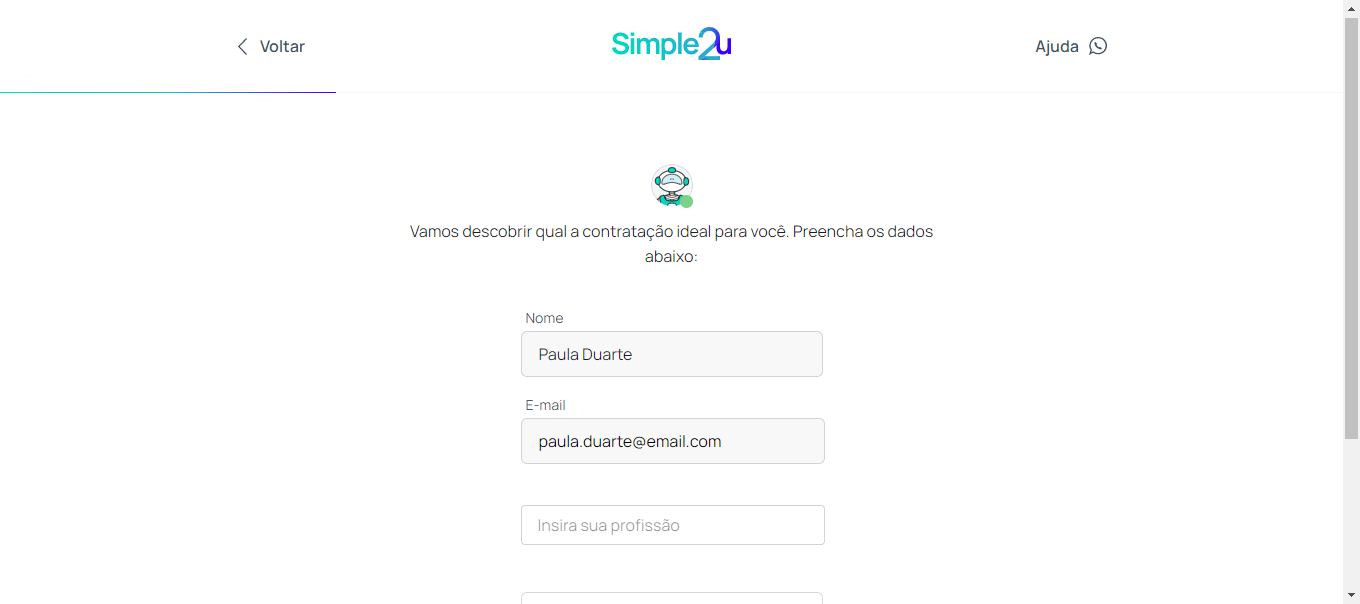 Voltar
Simple2u
Ajuda
Vamos descobrir qual a contratação ideal para você. Preencha os dados
abaixo:
Nome
Paula Duarte
E-mail
paula.duarte@email.com
Insira sua profissão